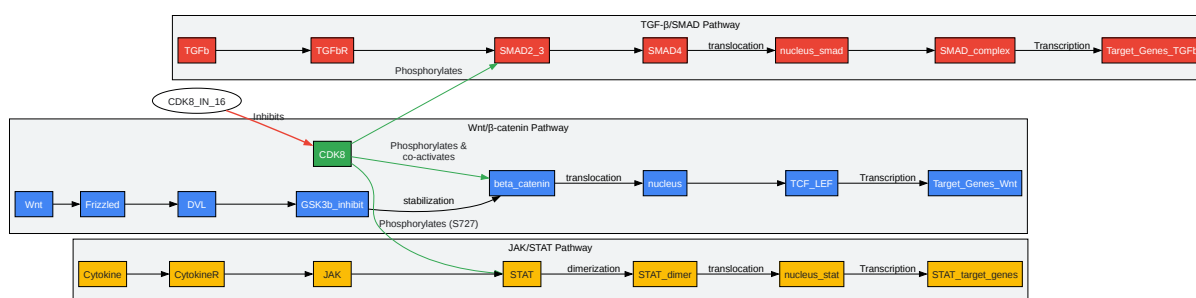 TGF-β/SMAD Pathway
TGFb
TGFbR
SMAD2_3
SMAD4
translocation
nucleus_smad
SMAD_complex
Transcription
Target_Genes_TGFb
Phosphorylates
CDK8_IN_16
Inhibits
Wnt/β-catenin Pathway
CDK8
Phosphorylates &
co-activates
beta_catenin
translocation
nucleus
TCF_LEF
Transcription
Target_Genes_Wnt
Wnt
Frizzled
DVL
GSK3b_inhibit
stabilization
Phosphorylates (S727)
JAK/STAT Pathway
Cytokine
CytokineR
JAK
STAT
dimerization
STAT_dimer
translocation
nucleus_stat
Transcription
STAT_target_genes